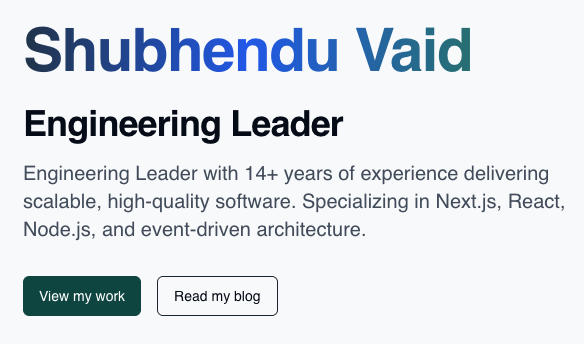 Shubhendu Vaid
Engineering Leader
Engineering Leader with 14+ years of experience delivering
scalable, high-quality software. Specializing in Next.js, React,
Node.js, and event-driven architecture.
View my work
Read my blog